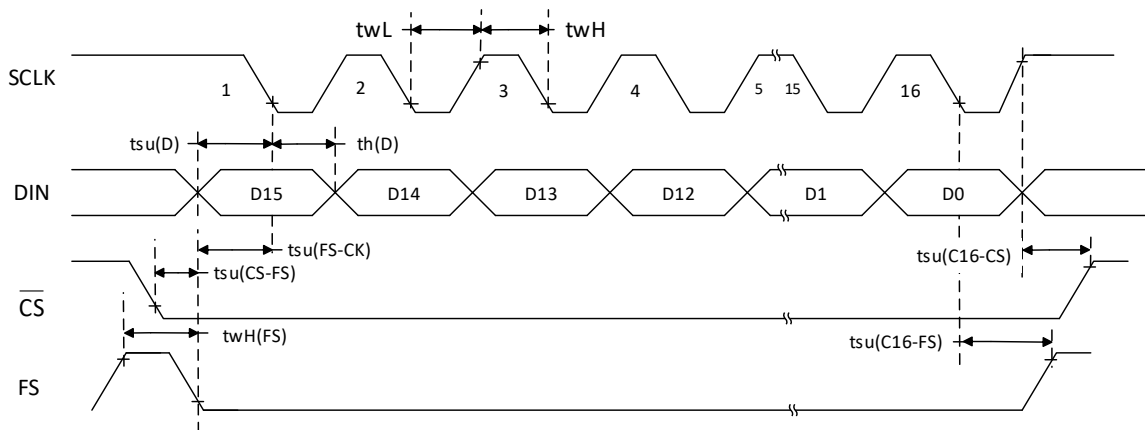 twL twH
SCLK 1 2 3 4 5 15 16
tsu(D) th(D)
DIN D15 D14 D13 D12 D1 D0
tsu(FS-CK)
tsu(C16-CS)
tsu(CS-FS)
CS
twH(FS)
tsu(C16-FS)
FS